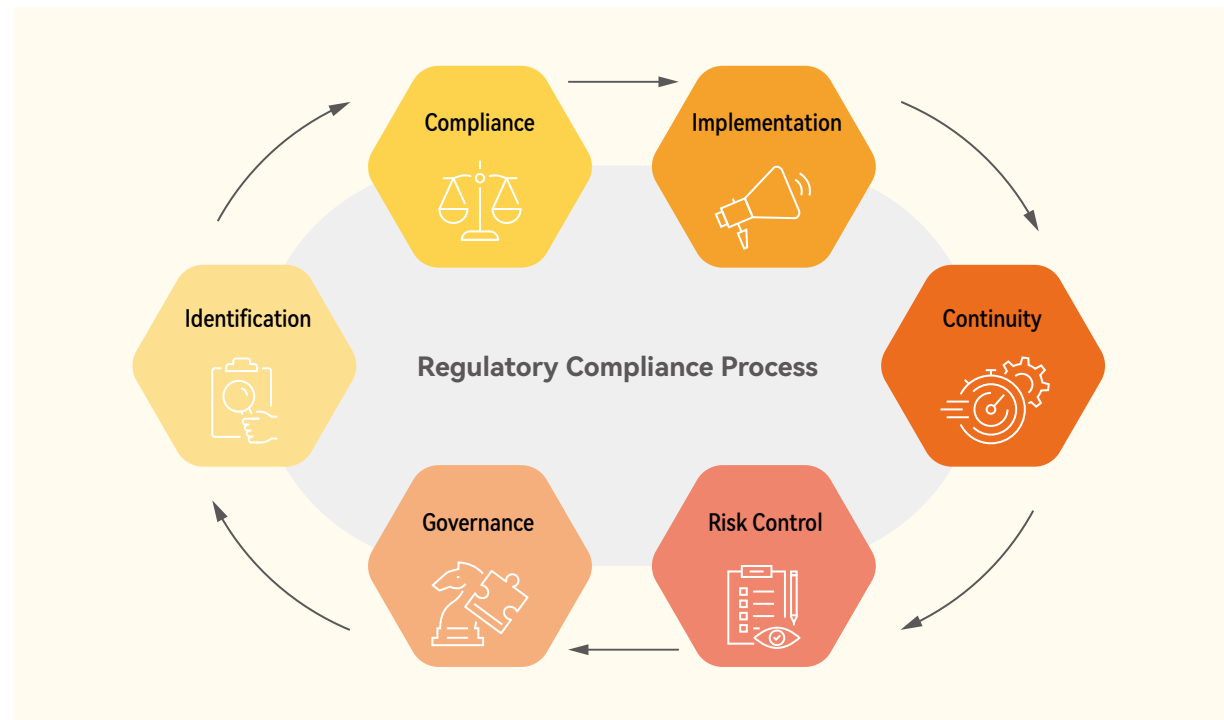 Compliance
Implementation
Identification
Continuity
Regulatory Compliance Process
Governance
Risk Control